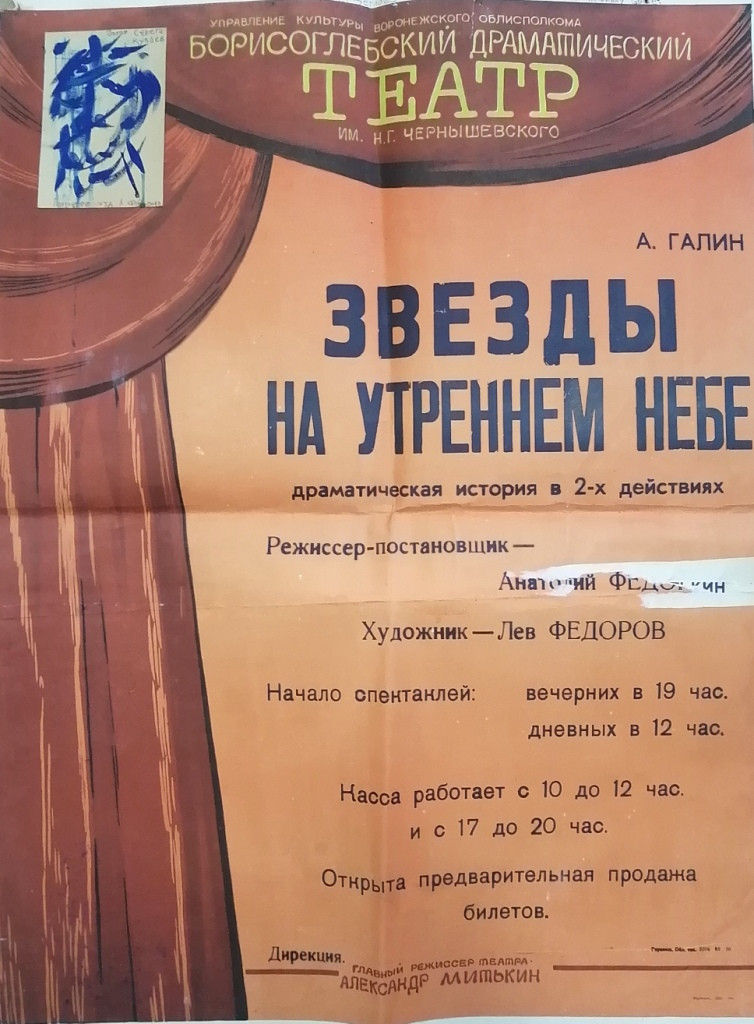 УПРАВЛЕНИЕ КУЛЬТУРЫ ВОРОНЕЖСКОГО ОБЛИСПОЛКОМА
БОРИСОГЛЕБСКИЙ ДРАМАТИЧЕСКИЙ
ТЕАТР
ИМ. Н.Г. ЧЕРНЫШЕВСКОГО
А. ГАЛИН
ЗВЕЗДЫ
НА УТРЕННЕМ НЕБЕ
драматическая история в 2-х действиях
Режиссер-постановщик —
Анатолий
Художник — Лев ФЕДОРОВ
Начало спектаклей: вечерних в 19 час.
дневных в 12 час.
Касса работает с 10 до 12 час.
и с 17 до 20 час.
Открыта предварительная продажа
билетов.
Дирекция.
ГЛАВНЫЙ РЕЖИССЕР ТЕАТРА
АЛЕКСАНДР МИТЬКИН